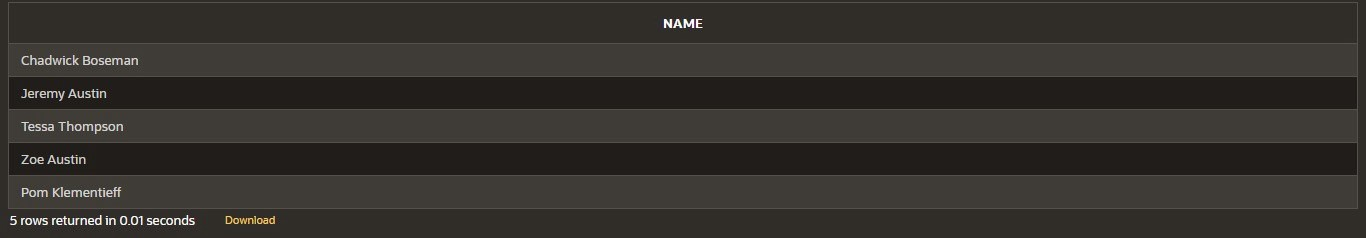 NAME
Chadwick Boseman
Jeremy Austin
Tessa Thompson
Zoe Austin
Pom Klementieff
5 rows returned in 0.01 seconds Download